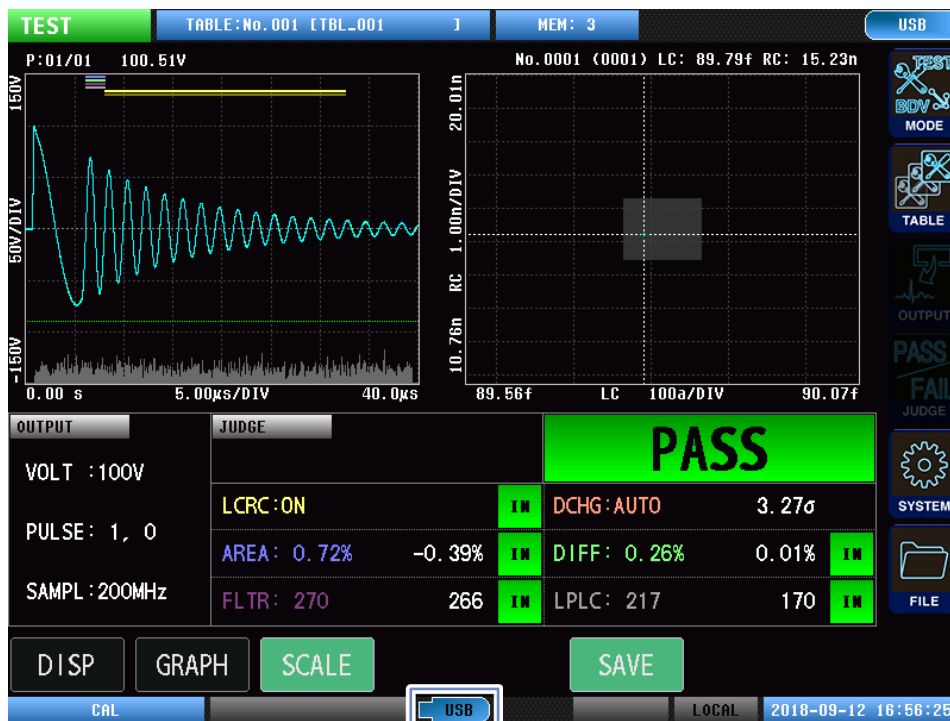 TEST TABLE:No.001 [TBL_001 ] MEM: 3 USB
P:01/01 100.51V No.0001 (0001) LC: 89.79f RC: 15.23n
150V
50V/DIV
-150V
0.00 s 5.00µs/DIV 40.0µs
20.01n
RC 1.00n/DIV
10.76n
89.56f LC 100a/DIV 90.07f
TEST
BDV
MODE
TABLE
OUTPUT
PASS
FAIL
JUDGE
SYSTEM
FILE
OUTPUT
VOLT :100V
PULSE: 1, 0
SAMPL:200MHz
JUDGE
PASS
LCRC:ON IN DCHG:AUTO 3.27σ
AREA: 0.72% -0.39% IN DIFF: 0.26% 0.01% IN
FLTR: 270 266 IN LPLC: 217 170 IN
DISP GRAPH SCALE SAVE
CAL USB LOCAL 2018-09-12 16:56:25